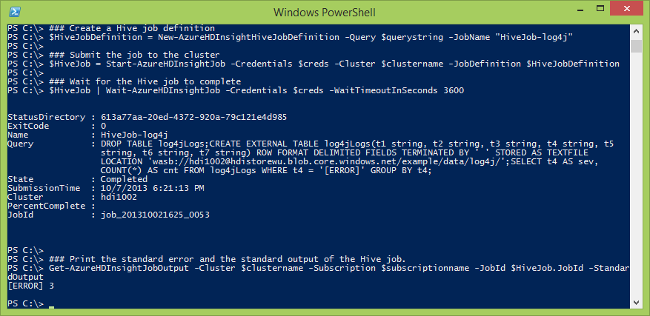 Windows PowerShell
PS C:\> ### Create a Hive job definition
PS C:\> $HiveJobDefinition = New-AzureHDInsightHiveJobDefinition -Query $querystring -JobName "HiveJob-log4j"
PS C:\>
PS C:\> ### Submit the job to the cluster
PS C:\> $HiveJob = Start-AzureHDInsightJob -Credentials $creds -Cluster $clustername -JobDefinition $HiveJobDefinition
PS C:\>
PS C:\> ### Wait for the Hive job to complete
PS C:\> $HiveJob | Wait-AzureHDInsightJob -Credentials $creds -WaitTimeoutInSeconds 3600
StatusDirectory : 613a77aa-20ed-4372-920a-79c121e4d985
ExitCode : 0
Name : HiveJob-log4j
Query : DROP TABLE log4jLogs;CREATE EXTERNAL TABLE log4jLogs(t1 string, t2 string, t3 string, t4 string, t5
string, t6 string, t7 string) ROW FORMAT DELIMITED FIELDS TERMINATED BY ' ' STORED AS TEXTFILE
LOCATION 'wasb://hdi1002@hdistorewu.blob.core.windows.net/example/data/log4j/';SELECT t4 AS sev,
COUNT(*) AS cnt FROM log4jLogs WHERE t4 = '[ERROR]' GROUP BY t4;
State : Completed
SubmissionTime : 10/7/2013 6:21:13 PM
Cluster : hdi1002
PercentComplete :
JobId : job_201310021625_0053
PS C:\>
PS C:\> ### Print the standard error and the standard output of the Hive job.
PS C:\> Get-AzureHDInsightJobOutput -Cluster $clustername -Subscription $subscriptionname -JobId $HiveJob.JobId -Standar
dOutput
[ERROR] 3
PS C:\>